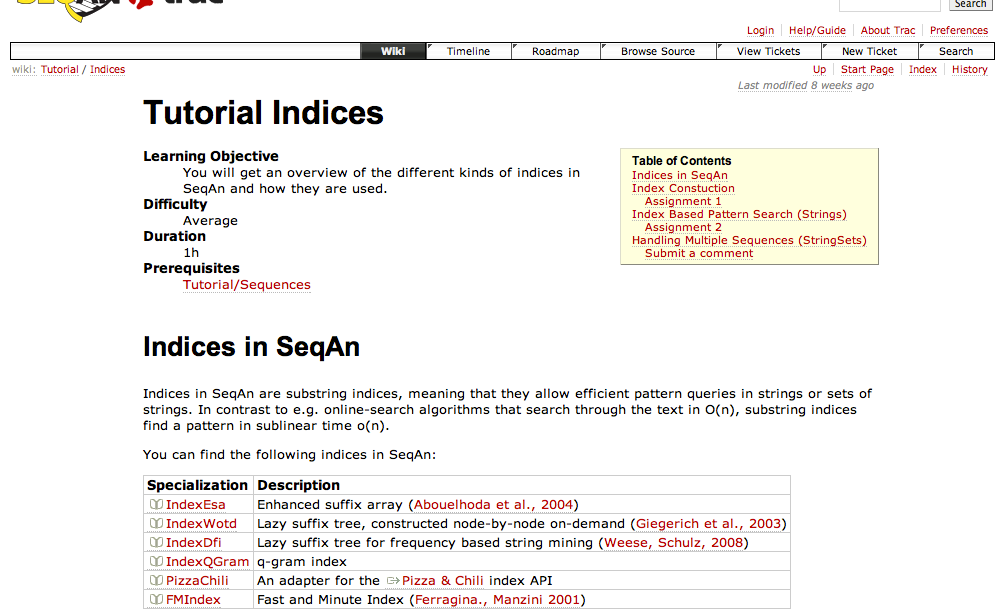 Search
Login Help/Guide About Trac Preferences
Wiki Timeline Roadmap Browse Source View Tickets New Ticket Search
wiki: Tutorial / Indices Up Start Page Index History
Last modified 8 weeks ago
Tutorial Indices
Learning Objective
You will get an overview of the different kinds of indices in
SeqAn and how they are used.
Difficulty
Average
Duration
1h
Prerequisites
Tutorial/Sequences
Table of Contents
Indices in SeqAn
Index Constuction
Assignment 1
Index Based Pattern Search (Strings)
Assignment 2
Handling Multiple Sequences (StringSets)
Submit a comment
Indices in SeqAn
Indices in SeqAn are substring indices, meaning that they allow efficient pattern queries in strings or sets of
strings. In contrast to e.g. online-search algorithms that search through the text in O(n), substring indices
find a pattern in sublinear time o(n).
You can find the following indices in SeqAn:
Specialization Description
IndexEsa Enhanced suffix array (Abouelhoda et al., 2004)
IndexWotd Lazy suffix tree, constructed node-by-node on-demand (Giegerich et al., 2003)
IndexDfi Lazy suffix tree for frequency based string mining (Weese, Schulz, 2008)
IndexQGram q-gram index
PizzaChili An adapter for the Pizza & Chili index API
FMIndex Fast and Minute Index (Ferragina., Manzini 2001)